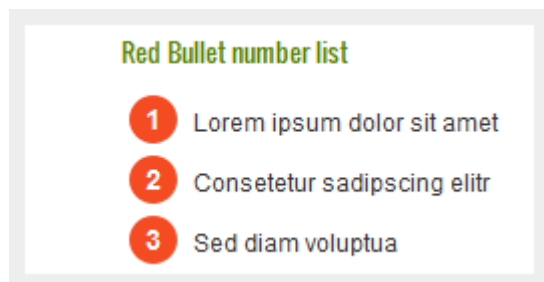 Red Bullet number list
1 Lorem ipsum dolor sit amet
2 Consetetur sadipscing elitr
3 Sed diam voluptua